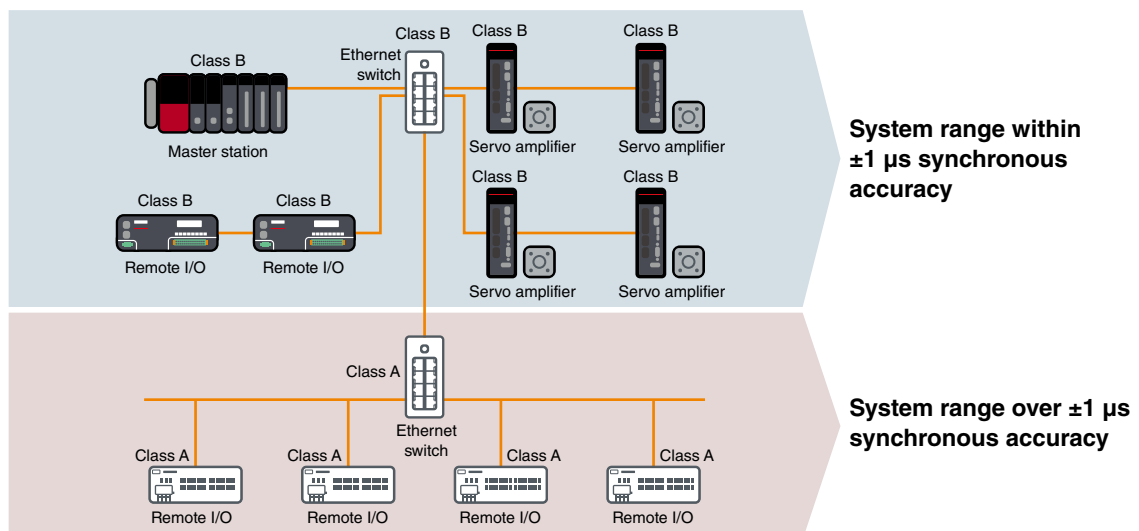 Class B
Ethernet
switch
Class B
Class B
Class B
Master station
Servo amplifier
Servo amplifier
Class B
Class B
Class B
Class B
Remote I/O
Remote I/O
Servo amplifier
Servo amplifier
System range within
±1 µs synchronous
accuracy
Class A
Ethernet
switch
Class A
Class A
Class A
Class A
Remote I/O
Remote I/O
Remote I/O
Remote I/O
System range over ±1 µs
synchronous accuracy